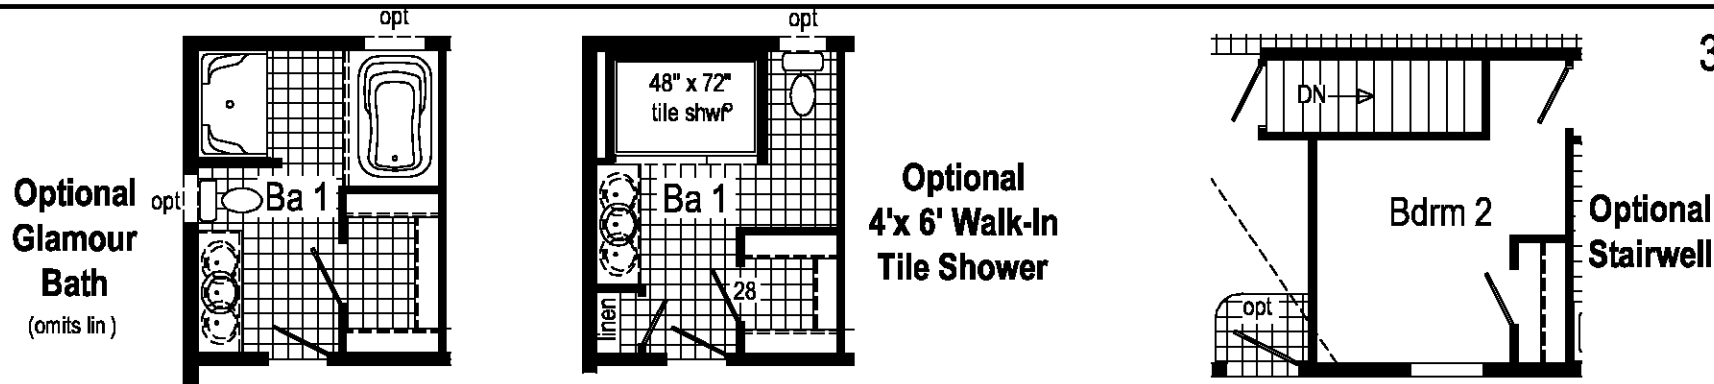 opt
Optional
Glamour
Bath
(omits lin )
opt
Ba 1
opt
48" x 72"
tile shwr
Ba 1
28
linen
Optional
4'x 6' Walk-In
Tile Shower
3
DN
Bdrm 2
opt
Optional
Stairwell